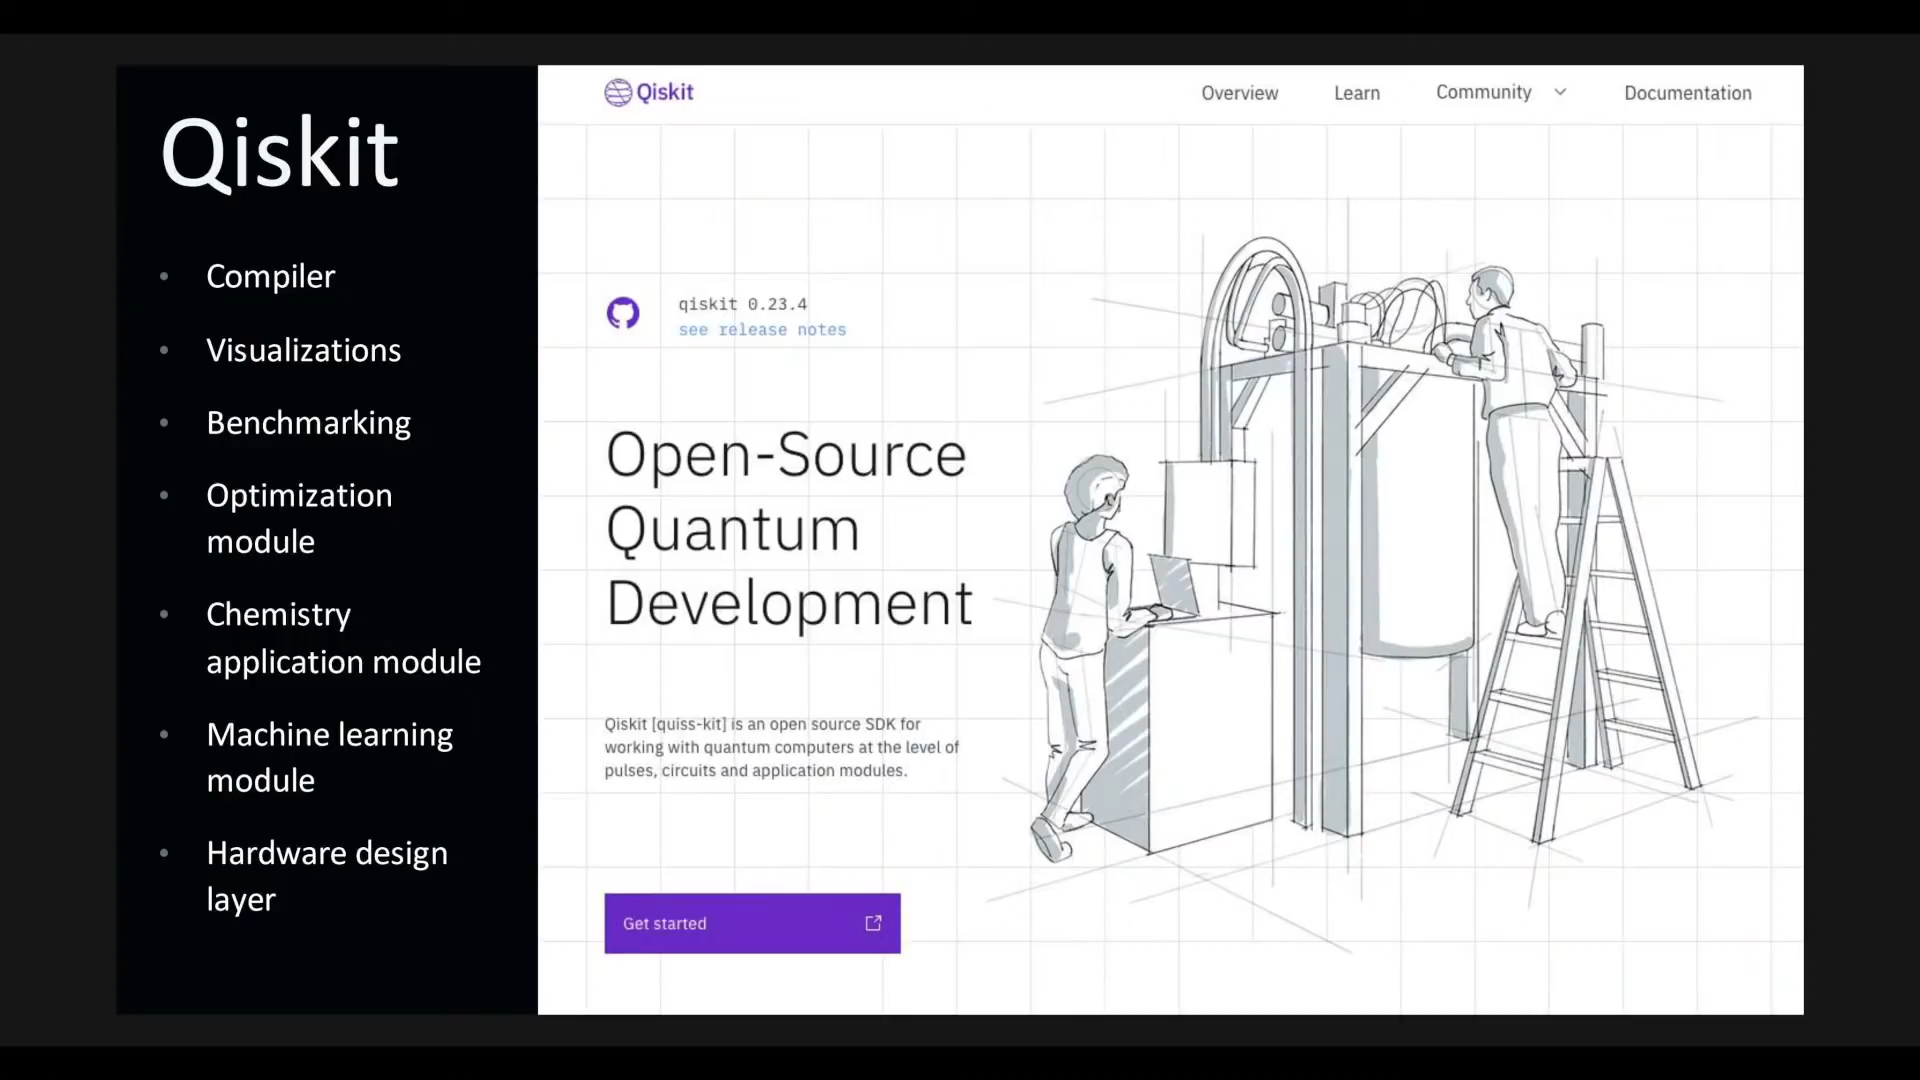 Qiskit
Compiler
Visualizations
Benchmarking
Optimization
module
Chemistry
application module
Machine learning
module
Hardware design
layer
Qiskit
Overview
Learn
Community
Documentation
qiskit 0.23.4
see release notes
Open-Source
Quantum
Development
Qiskit [quiss-kit] is an open source SDK for
working with quantum computers at the level of
pulses, circuits and application modules.
Get started